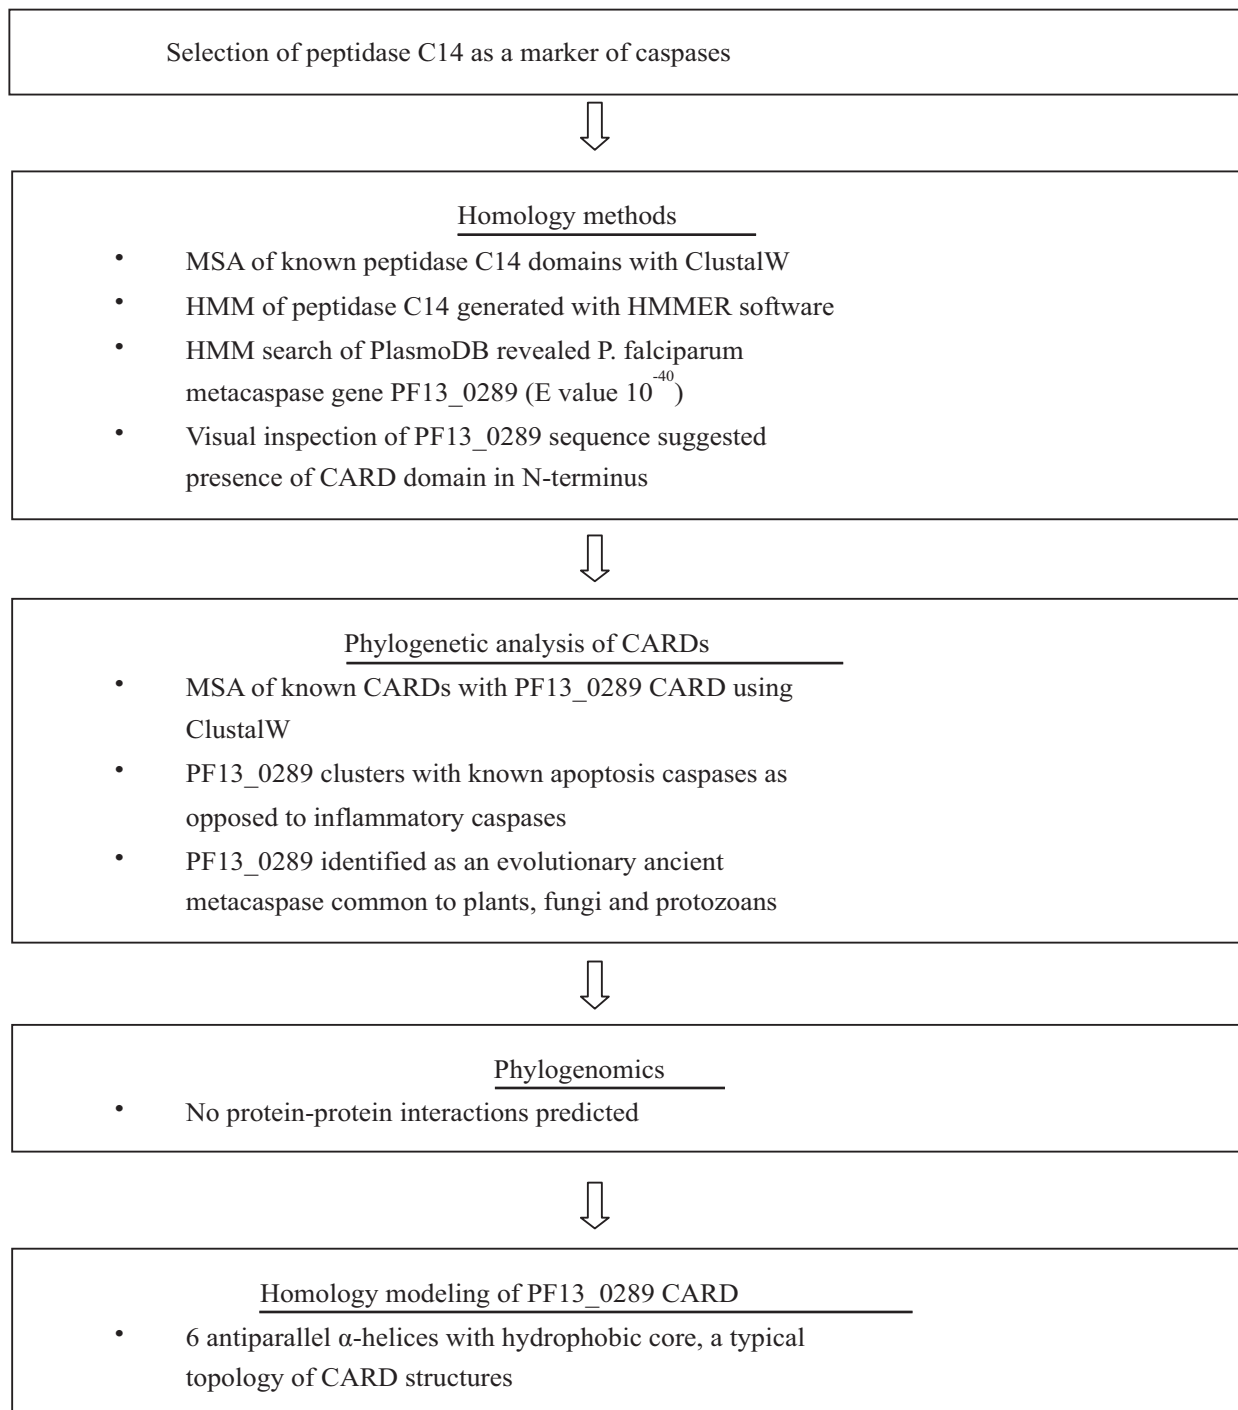 Selection of peptidase C14 as a marker of caspases
Homology methods
• MSA of known peptidase C14 domains with ClustalW
• HMM of peptidase C14 generated with HMMER software
• HMM search of PlasmoDB revealed P. falciparum
metacaspase gene PF13_0289 (E value 10^-40)
• Visual inspection of PF13_0289 sequence suggested
presence of CARD domain in N-terminus
Phylogenetic analysis of CARDs
• MSA of known CARDs with PF13_0289 CARD using
ClustalW
• PF13_0289 clusters with known apoptosis caspases as
opposed to inflammatory caspases
• PF13_0289 identified as an evolutionary ancient
metacaspase common to plants, fungi and protozoans
Phylogenomics
• No protein-protein interactions predicted
Homology modeling of PF13_0289 CARD
• 6 antiparallel α-helices with hydrophobic core, a typical
topology of CARD structures